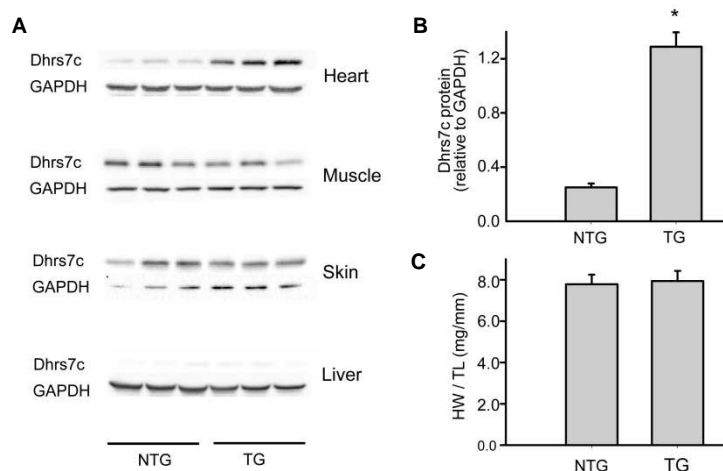 A
Dhrs7c
GAPDH
Heart
Dhrs7c
GAPDH
Muscle
Dhrs7c
GAPDH
Skin
Dhrs7c
GAPDH
Liver
NTG
TG
B
*
Dhrs7c protein
(relative to GAPDH)
1.2
0.8
0.4
0.0
NTG
TG
C
HW / TL (mg/mm)
8.0
6.0
4.0
2.0
0.0
NTG
TG